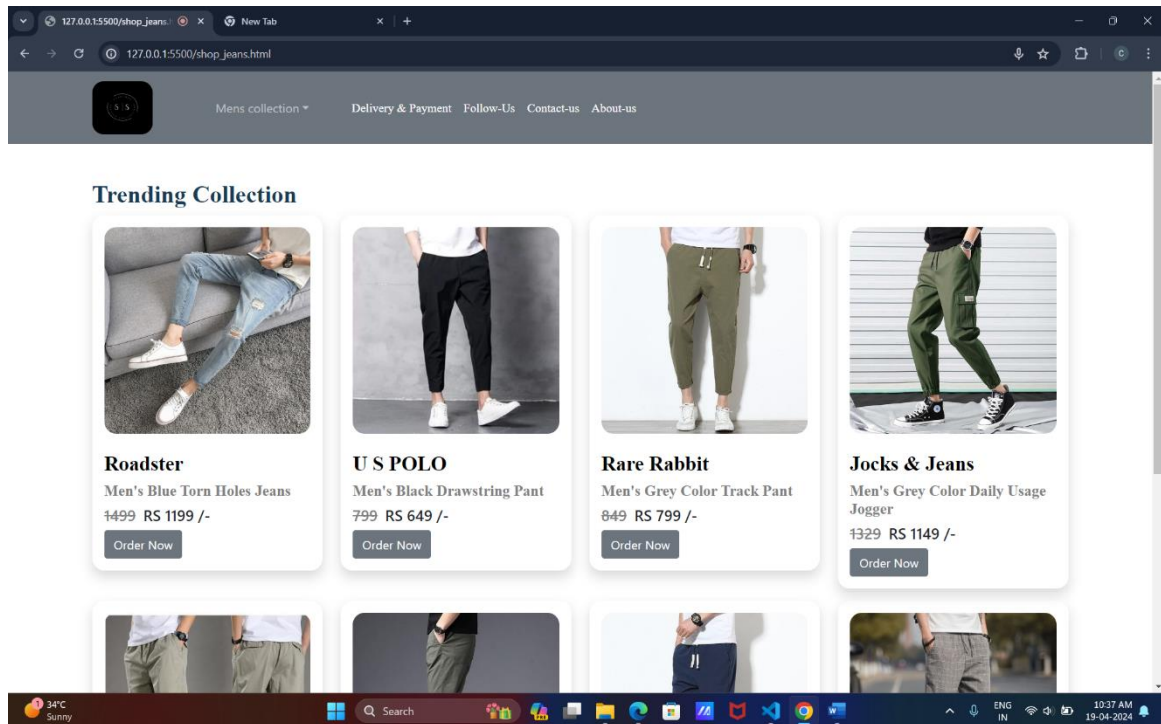 127.0.0.1:5500/shop_jeans.h
New Tab
127.0.0.1:5500/shop_jeans.html
C
S S
Mens collection
Delivery & Payment Follow-Us Contact-us About-us
Trending Collection
Roadster
Men's Blue Torn Holes Jeans
1499 RS 1199 /-
Order Now
U S POLO
Men's Black Drawstring Pant
799 RS 649 /-
Order Now
Rare Rabbit
Men's Grey Color Track Pant
849 RS 799 /-
Order Now
Jocks & Jeans
Men's Grey Color Daily Usage
Jogger
1329 RS 1149 /-
Order Now
1
34°C
Sunny
Search
ENG
IN
10:37 AM
19-04-2024